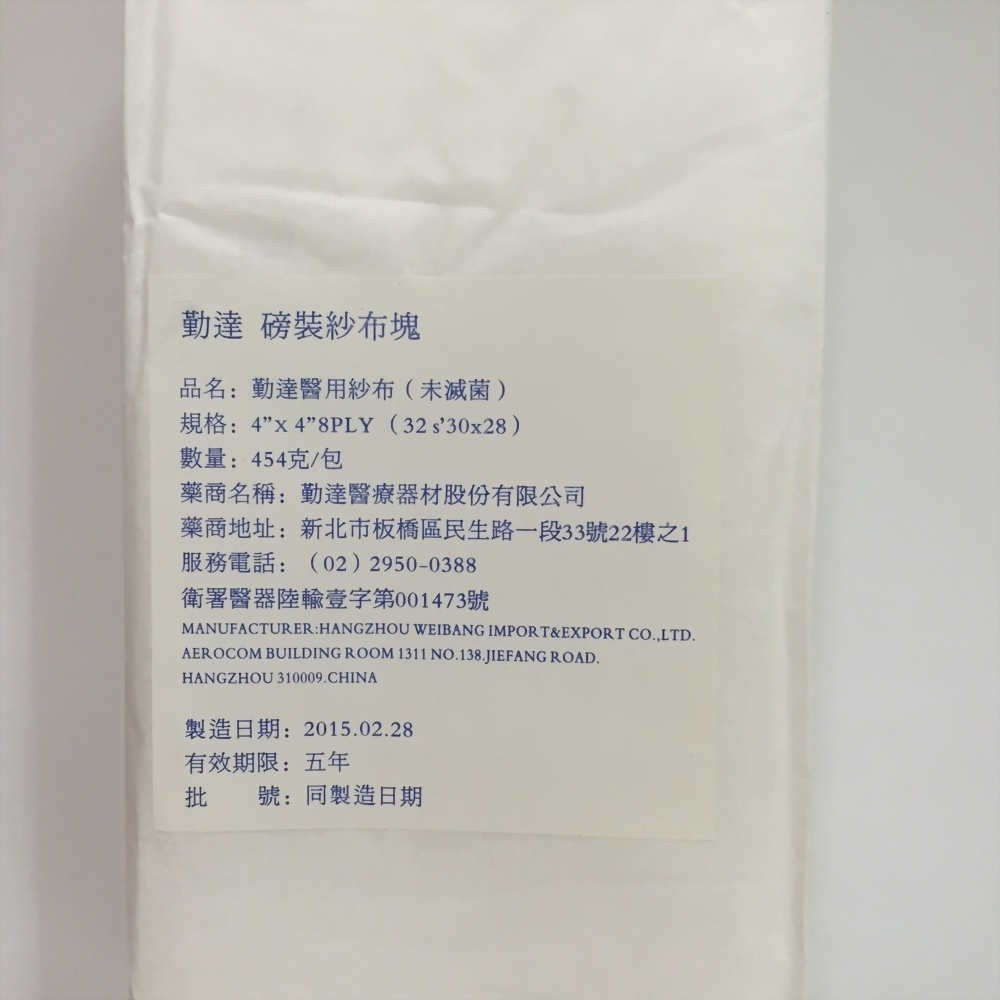 勤達 磅裝紗布塊
品名：勤達醫用紗布（未滅菌）
規格：4”x 4”8PLY（32 s’30x28）
數量：454克/包
藥商名稱：勤達醫療器材股份有限公司
藥商地址：新北市板橋區民生路一段33號22樓之1
服務電話：（02）2950-0388
衛署醫器陸輸壹字第001473號
MANUFACTURER:HANGZHOU WEIBANG IMPORT&EXPORT CO.,LTD.
AEROCOM BUILDING ROOM 1311 NO.138.JIEFANG ROAD.
HANGZHOU 310009.CHINA
製造日期：2015.02.28
有效期限：五年
批　　號：同製造日期